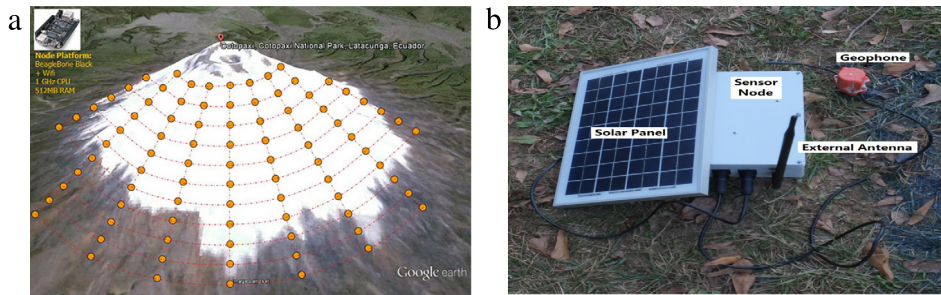 a
Cotopaxi, Cotopaxi National Park, Latacunga, Ecuador
Node Platform:
BeagleBone Black
+ Wifi
1 GHz CPU
512MB RAM
Google earth
b
Geophone
Sensor
Node
Solar Panel
External Antenna